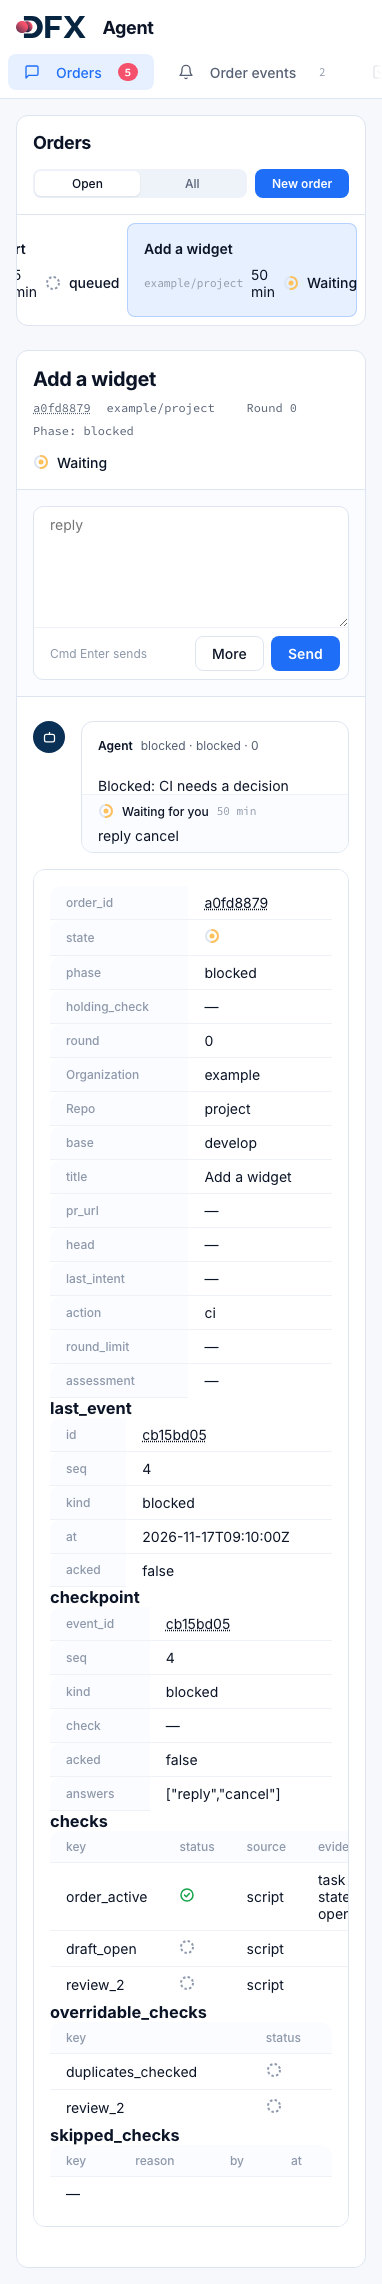 DFX Agent
Orders 5 Order events 2
Orders
Open All New order
rt
5 min queued
Add a widget
example/project 50 min Waiting
Add a widget
a0fd8879 example/project Round 0
Phase: blocked
Waiting
reply
Cmd Enter sends More Send
Agent blocked · blocked · 0
Blocked: CI needs a decision
Waiting for you 50 min
reply cancel
order_id a0fd8879
state
phase blocked
holding_check —
round 0
Organization example
Repo project
base develop
title Add a widget
pr_url —
head —
last_intent —
action ci
round_limit —
assessment —
last_event
id cb15bd05
seq 4
kind blocked
at 2026-11-17T09:10:00Z
acked false
checkpoint
event_id cb15bd05
seq 4
kind blocked
check —
acked false
answers ["reply","cancel"]
checks
key status source evide
order_active script task state oper
draft_open script
review_2 script
overridable_checks
key status
duplicates_checked
review_2
skipped_checks
key reason by at
—